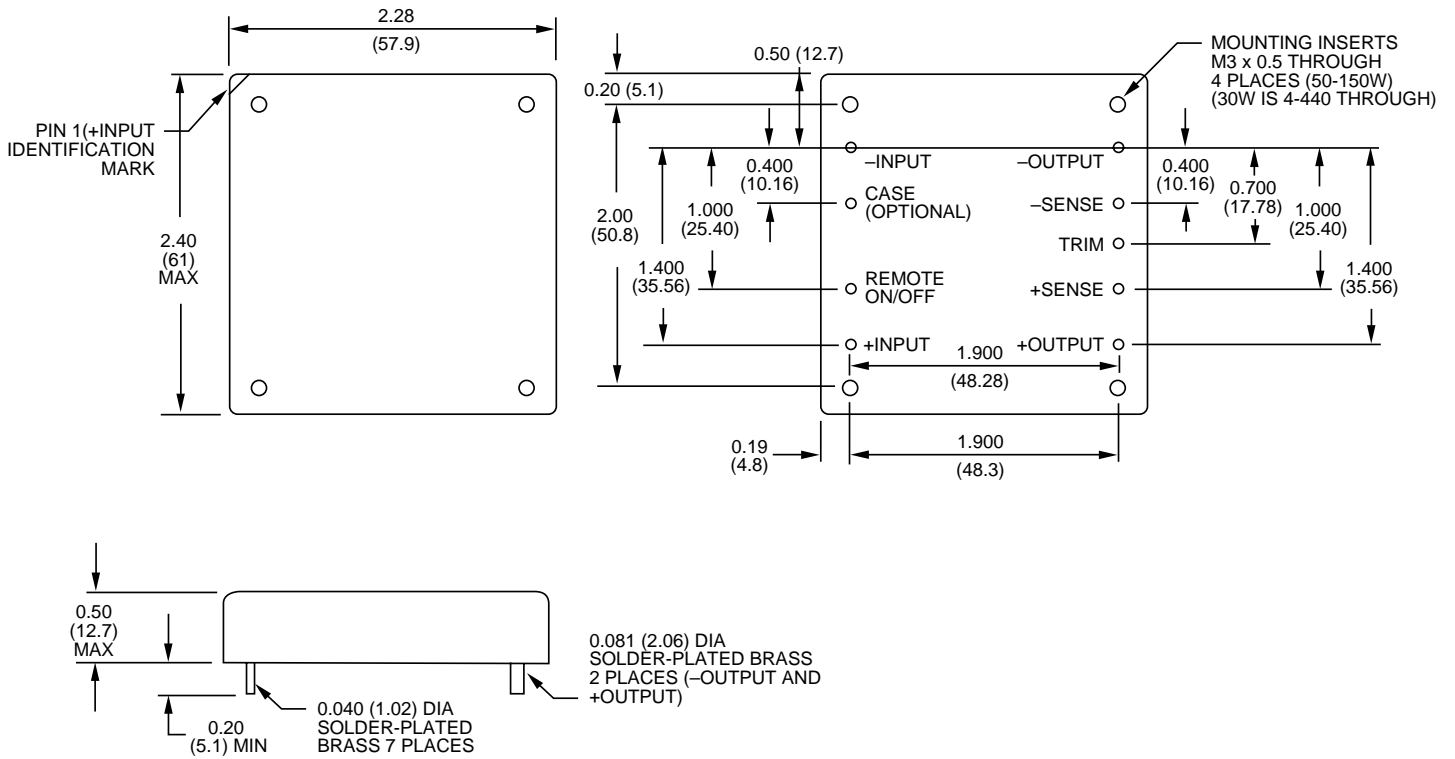 2.28
(57.9)
PIN 1(+INPUT
IDENTIFICATION
MARK
2.40
(61)
MAX
0.50 (12.7)
0.20 (5.1)
MOUNTING INSERTS
M3 x 0.5 THROUGH
4 PLACES (50-150W)
(30W IS 4-440 THROUGH)
2.00
(50.8)
1.400
(35.56)
1.000
(25.40)
0.400
(10.16)
–INPUT
CASE
(OPTIONAL)
REMOTE
ON/OFF
+INPUT
–OUTPUT
–SENSE
TRIM
+SENSE
+OUTPUT
0.400
(10.16)
0.700
(17.78)
1.000
(25.40)
1.400
(35.56)
1.900
(48.28)
0.19
(4.8)
1.900
(48.3)
0.50
(12.7)
MAX
0.20
(5.1) MIN
0.040 (1.02) DIA
SOLDER-PLATED
BRASS 7 PLACES
0.081 (2.06) DIA
SOLDER-PLATED BRASS
2 PLACES (–OUTPUT AND
+OUTPUT)